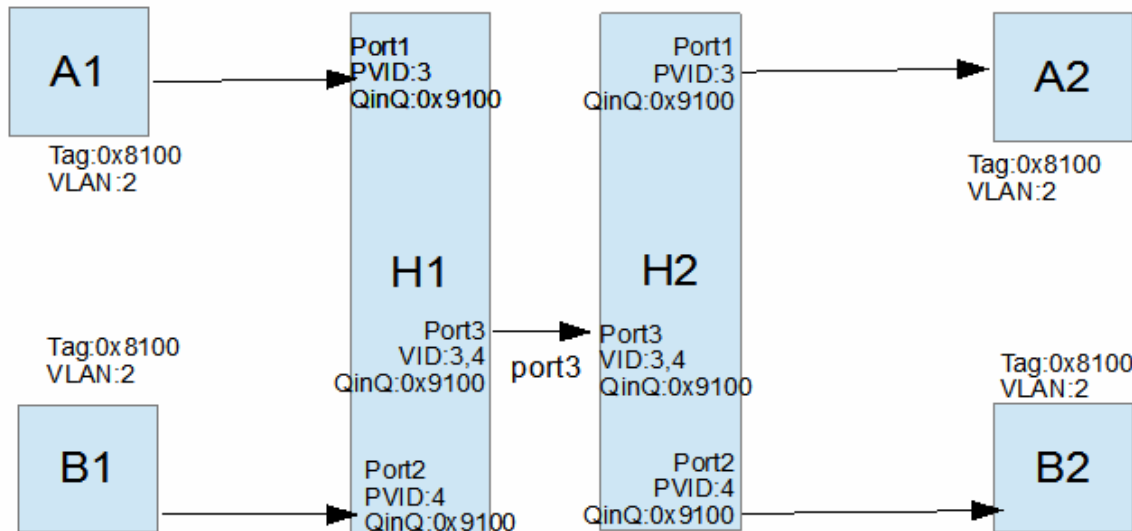 A1
Tag:0x8100
VLAN:2
Port1
PVID:3
QinQ:0x9100
Port1
PVID:3
QinQ:0x9100
A2
Tag:0x8100
VLAN:2
H1
H2
Port3
VID:3,4
QinQ:0x9100
port3
Port3
VID:3,4
QinQ:0x9100
Tag:0x8100
VLAN:2
B1
Port2
PVID:4
QinQ:0x9100
Port2
PVID:4
QinQ:0x9100
Tag:0x8100
VLAN:2
B2